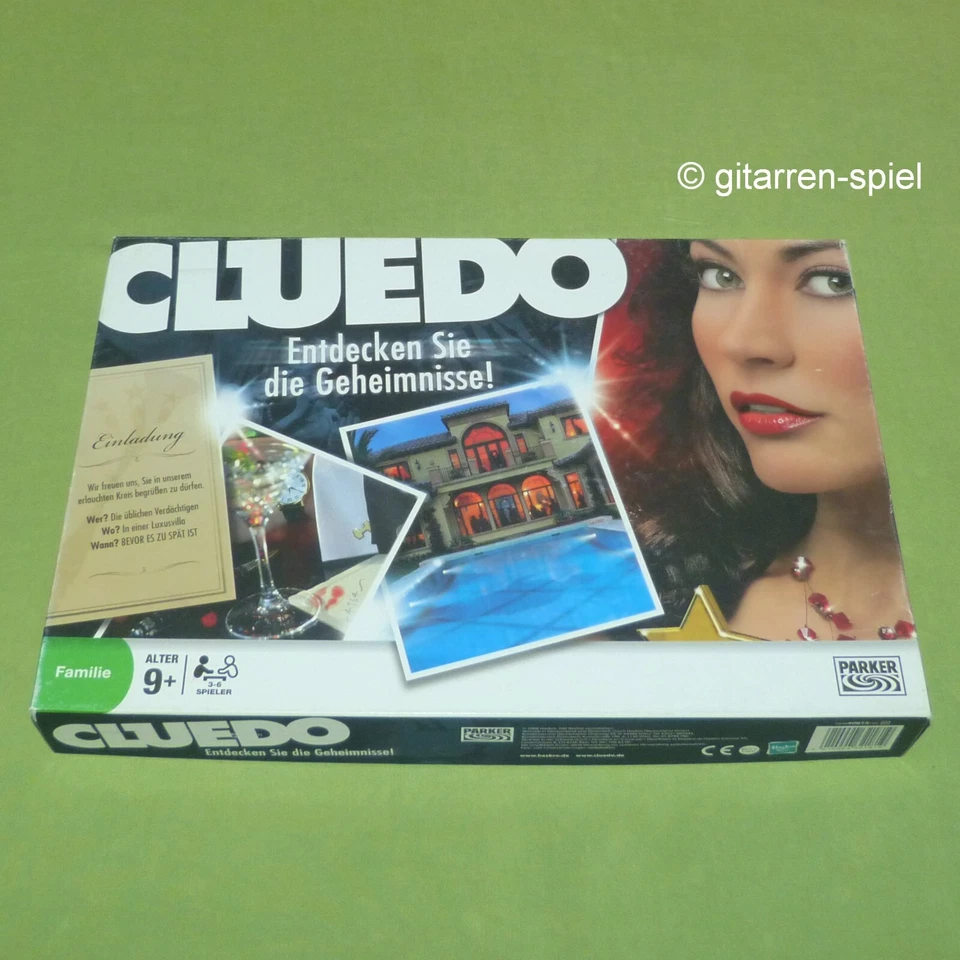 © gitarren-spiel
CLUEDO
Entdecken Sie
die Geheimnisse!
Einladung
Wir freuen uns, Sie in unserem
erlauchten Kreis begrüßen zu dürfen.
Wer? Die üblichen Verdächtigen
Wo? In einer Luxusvilla
Wann? BEVOR ES ZU SPÄT IST
Familie
ALTER
9+
3-6
SPIELER
PARKER
CLUEDO
Entdecken Sie die Geheimnisse!
PARKER
www.hasbro.de www.cluedo.de
CE
Hasbro